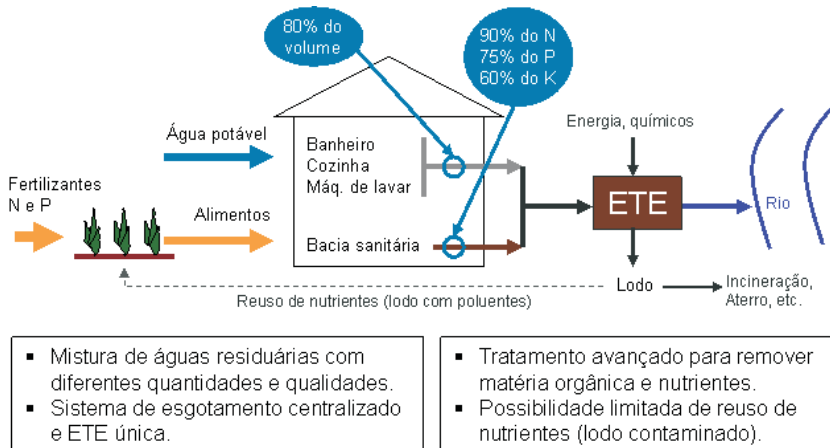 80% do
volume
90% do N
75% do P
60% do K
Água potável
Energia, químicos
Banheiro
Cozinha
Máq. de lavar
Fertilizantes
N e P
Alimentos
ETE
Rio
Bacia sanitária
Lodo
Incineração,
Aterro, etc.
Reuso de nutrientes (lodo com poluentes)
▪ Mistura de águas residuárias com
diferentes quantidades e qualidades.
▪ Sistema de esgotamento centralizado
e ETE única.
▪ Tratamento avançado para remover
matéria orgânica e nutrientes.
▪ Possibilidade limitada de reuso de
nutrientes (lodo contaminado).